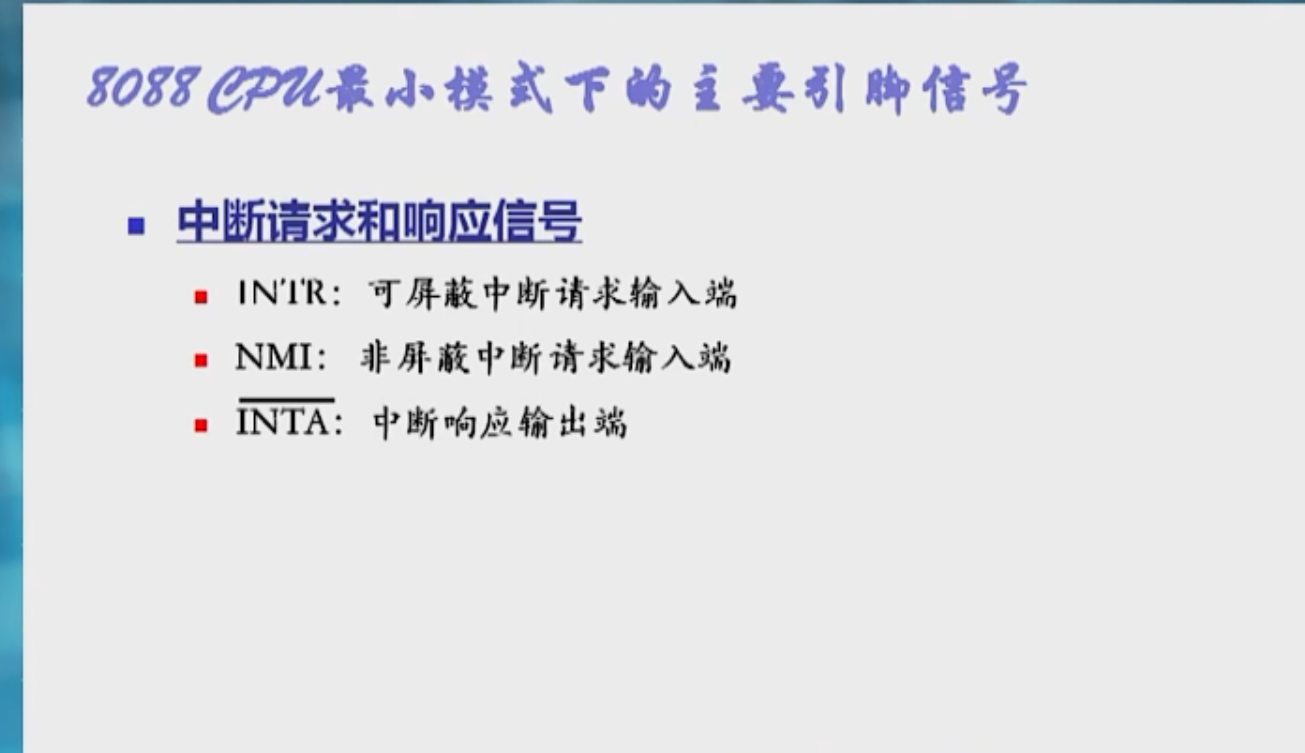 8088 CPU最小模式下的主要引脚信号
中断请求和响应信号
INTR：可屏蔽中断请求输入端
NMI：非屏蔽中断请求输入端
INTA：中断响应输出端